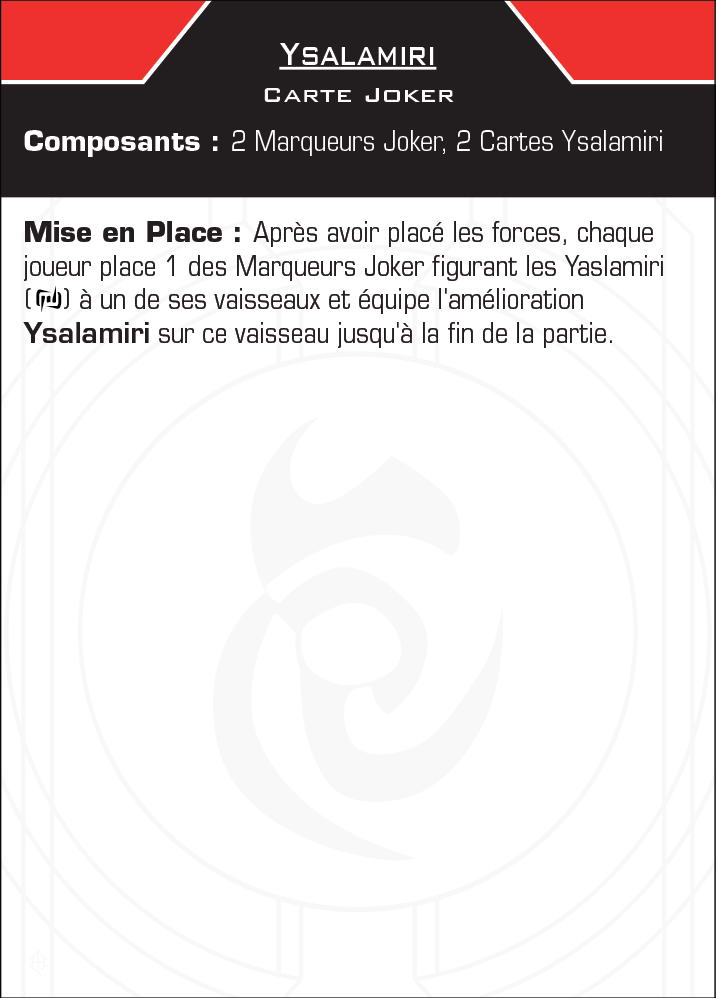 Ysalamiri
Carte Joker
Composants : 2 Marqueurs Joker, 2 Cartes Ysalamiri
Mise en Place : Après avoir placé les forces, chaque
joueur place 1 des Marqueurs Joker figurant les Yaslamiri
( ) à un de ses vaisseaux et équipe l'amélioration
Ysalamiri sur ce vaisseau jusqu'à la fin de la partie.